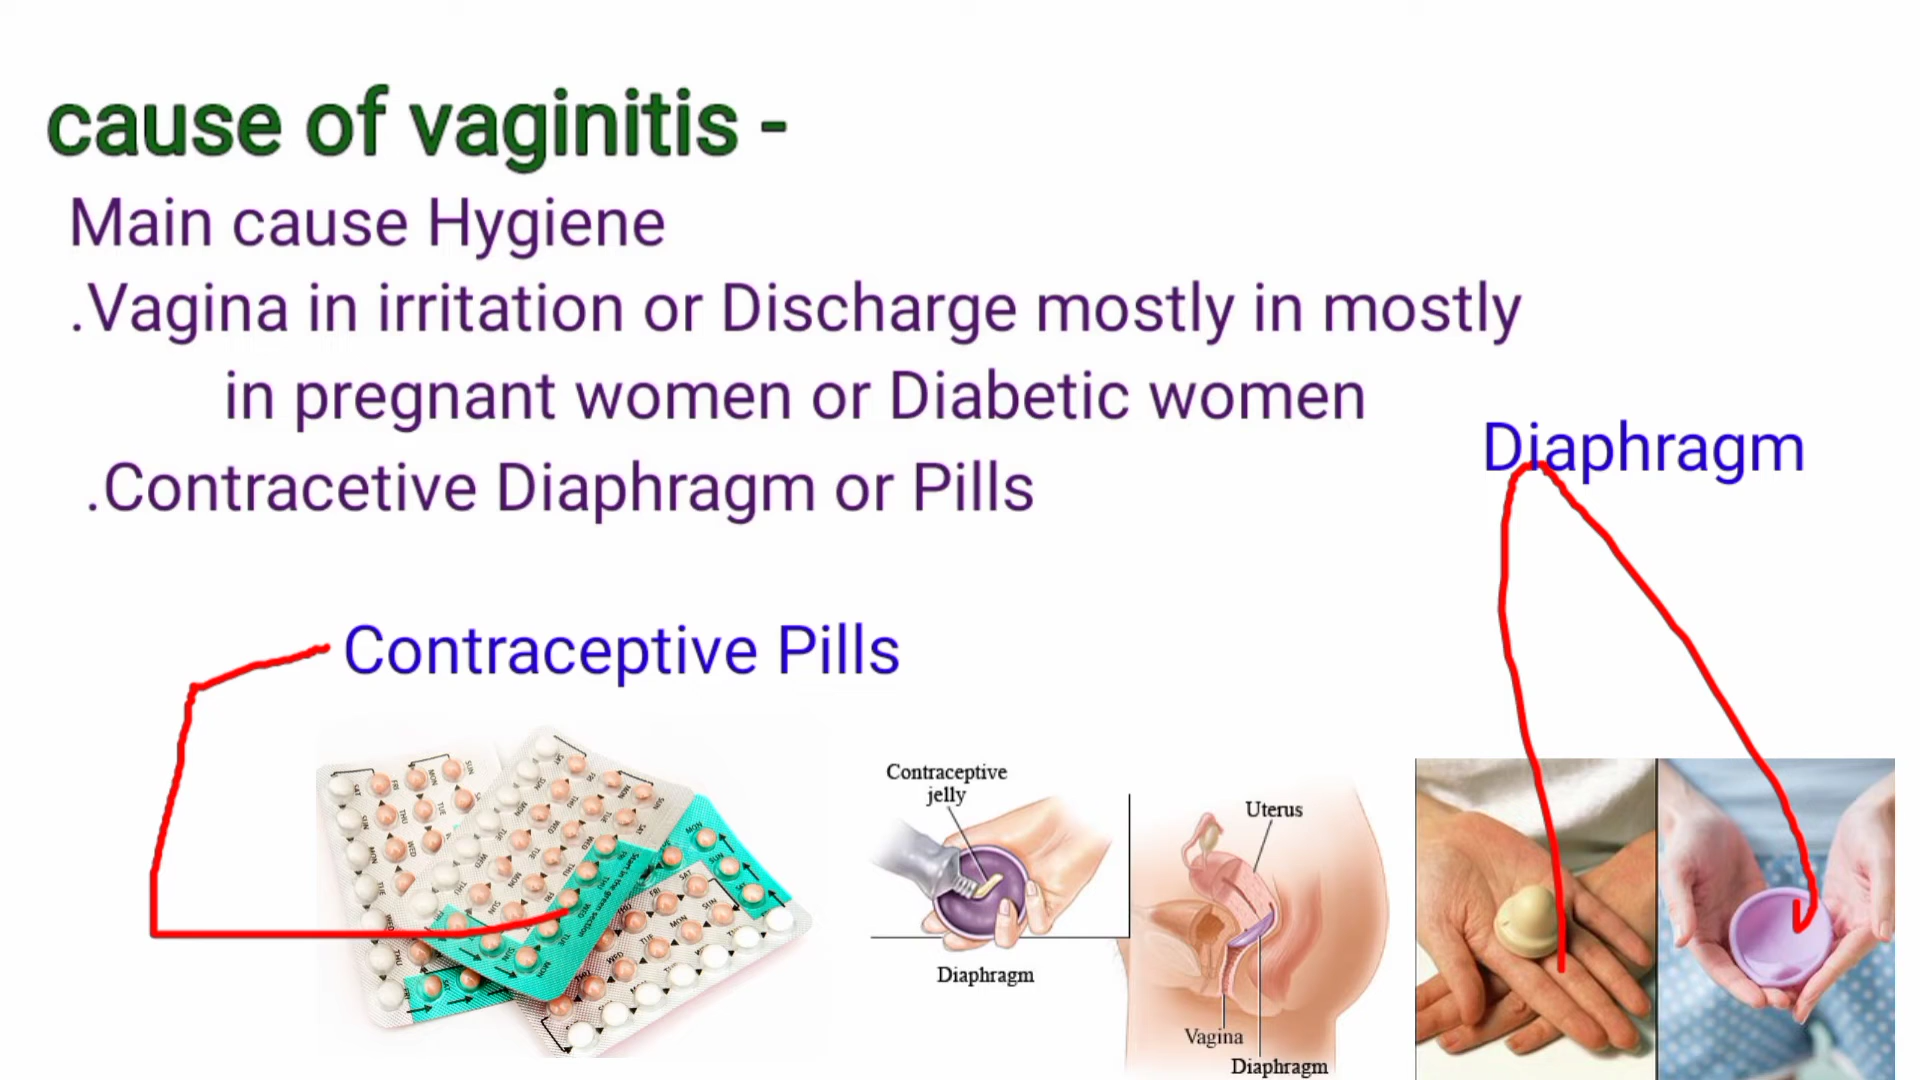 cause of vaginitis -
Main cause Hygiene
.Vagina in irritation or Discharge mostly in mostly
in pregnant women or Diabetic women
.Contracetive Diaphragm or Pills
Diaphragm
Contraceptive Pills
Contraceptive
jelly
Diaphragm
Uterus
Vagina
Diaphragm